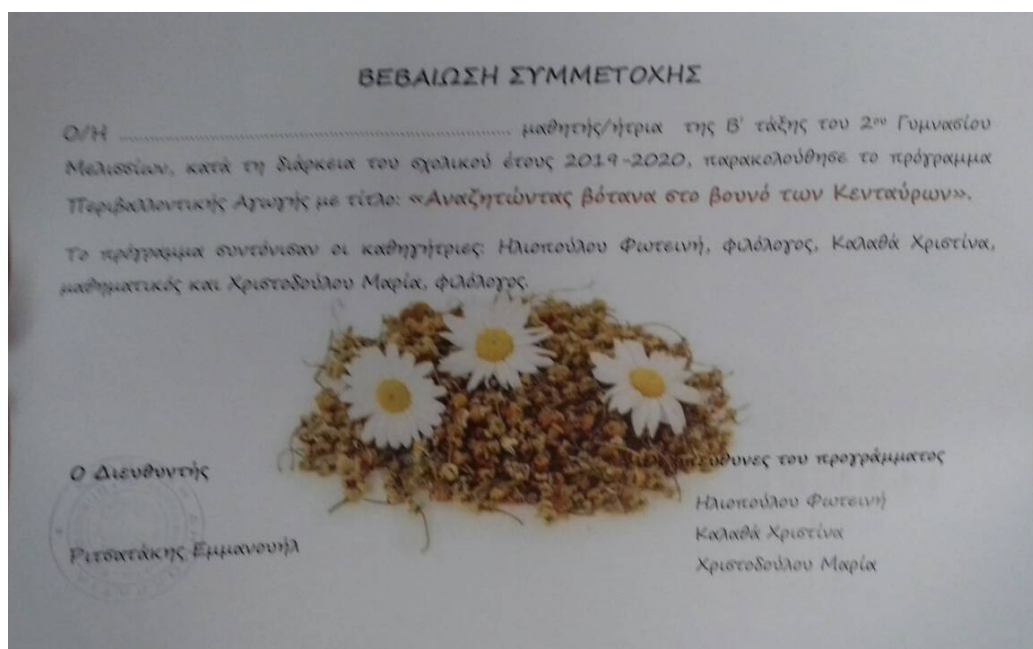 ΒΕΒΑΙΩΣΗ ΣΥΜΜΕΤΟΧΗΣ
Ο/Η ........................................................................ μαθητής/ήτρια της Β' τάξης του 2ου Γυμνασίου
Μελισσίων, κατά τη διάρκεια του σχολικού έτους 2019-2020, παρακολούθησε το πρόγραμμα
Περιβαλλοντικής Αγωγής με τίτλο: «Αναζητώντας βότανα στο βουνό των Κενταύρων».
Το πρόγραμμα συντόνισαν οι καθηγήτριες: Ηλιοπούλου Φωτεινή, φιλόλογος, Καλαθά Χριστίνα,
μαθηματικός και Χριστοδούλου Μαρία, φιλόλογος.
Ο Διευθυντής
Ριτσατάκης Εμμανουήλ
του προγράμματος
Ηλιοπούλου Φωτεινή
Καλαθά Χριστίνα
Χριστοδούλου Μαρία